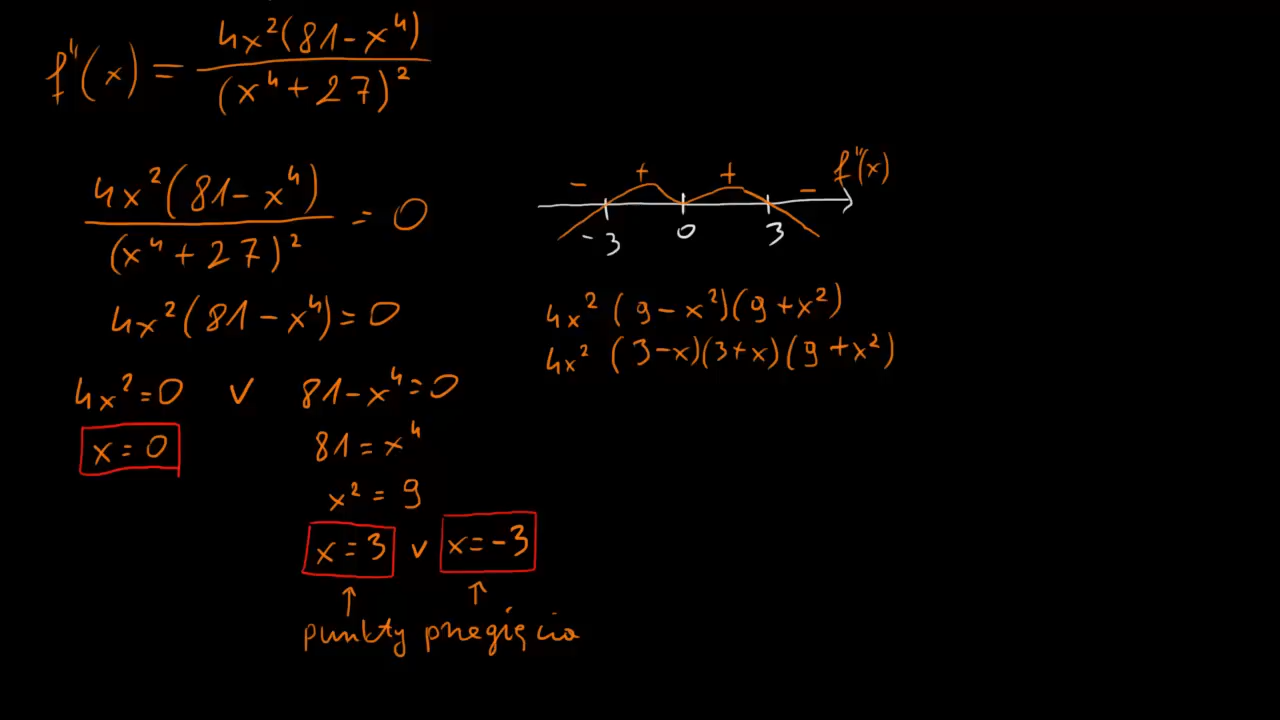 f''(x) = 4x²(81-x⁴) / (x⁴+27)²
4x²(81-x⁴) / (x⁴+27)² = 0
4x²(81-x⁴)=0
4x²=0 v 81-x⁴=0
x=0
81=x⁴
x²=9
x=3 v x=-3
↑ ↑
punkty przegięcia
- + + - f''(x)
-3 0 3
4x² (9-x²)(9+x²)
4x² (3-x)(3+x)(9+x²)